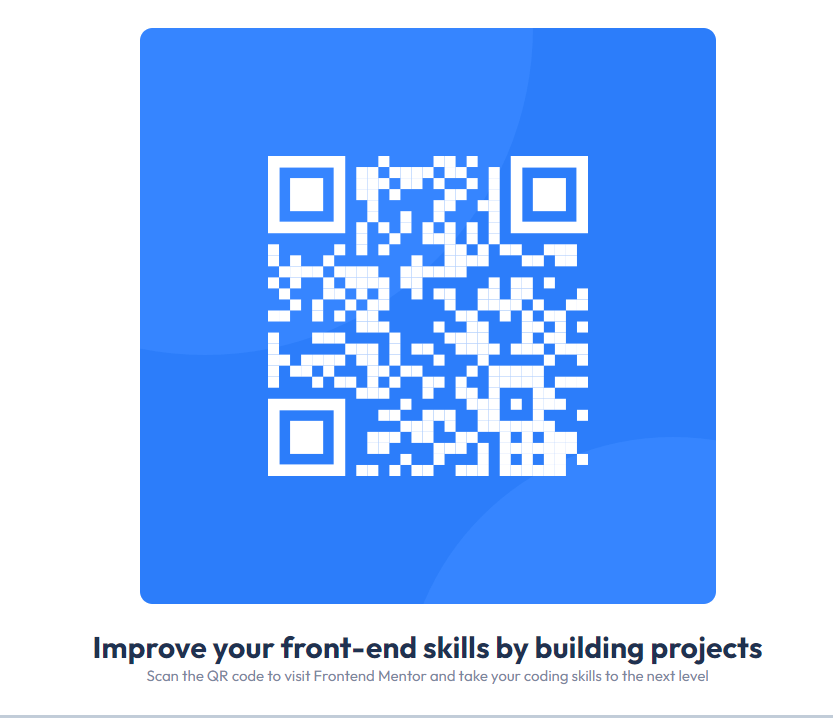 Improve your front-end skills by building projects
Scan the QR code to visit Frontend Mentor and take your coding skills to the next level